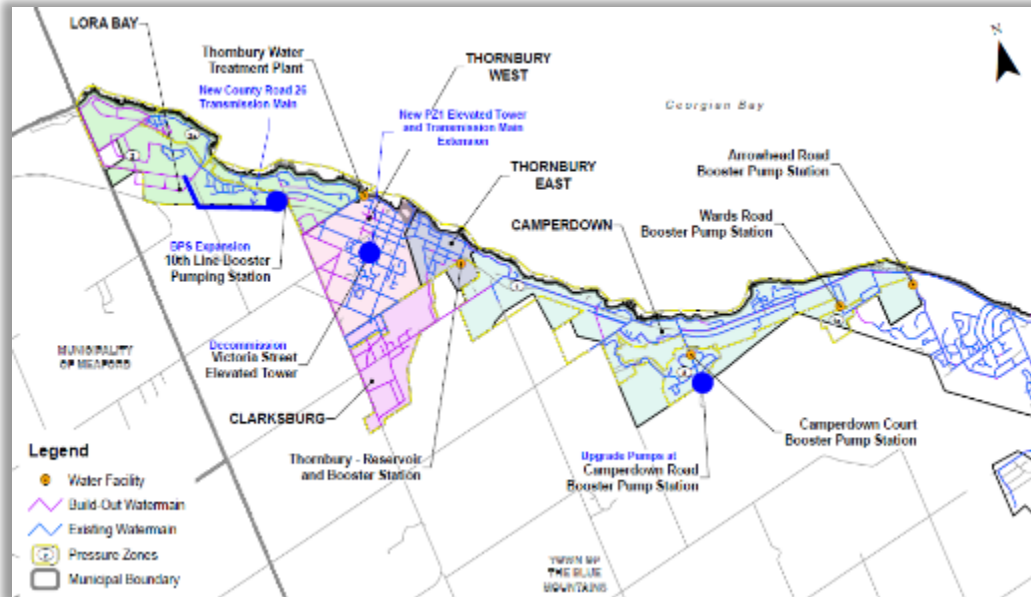 LORA BAY
Thornbury Water
Treatment Plant
New County Road 26
Transmission Main
THORNBURY
WEST
New PZ1 Elevated Tower
and Transmission Main
Extension
THORNBURY
EAST
CAMPERDOWN
Georgian Bay
N
Arrowhead Road
Booster Pump Station
Wards Road
Booster Pump Station
BPS Expansion
10th Line Booster
Pumping Station
MUNICIPALITY
OF MEAFORD
Decommission
Victoria Street
Elevated Tower
CLARKSBURG
Thornbury - Reservoir
and Booster Station
Upgrade Pumps at
Camperdown Road
Booster Pump Station
Camperdown Court
Booster Pump Station
TOWN OF
THE BLUE
MOUNTAINS
Legend
Water Facility
Build-Out Watermain
Existing Watermain
Pressure Zones
Municipal Boundary